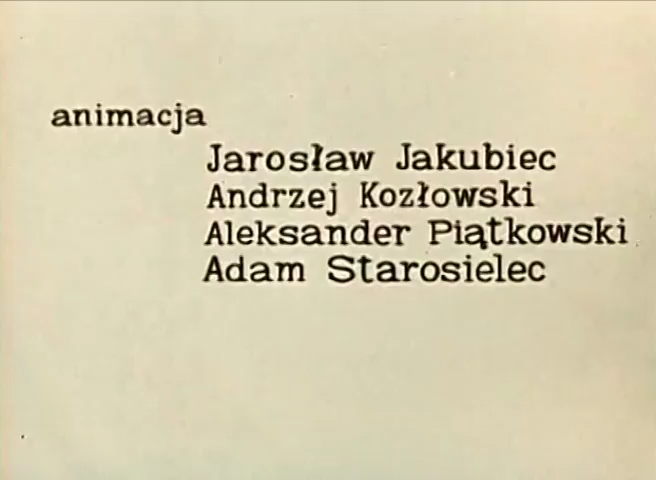 animacja
Jarosław Jakubiec
Andrzej Kozłowski
Aleksander Piątkowski
Adam Starosielec